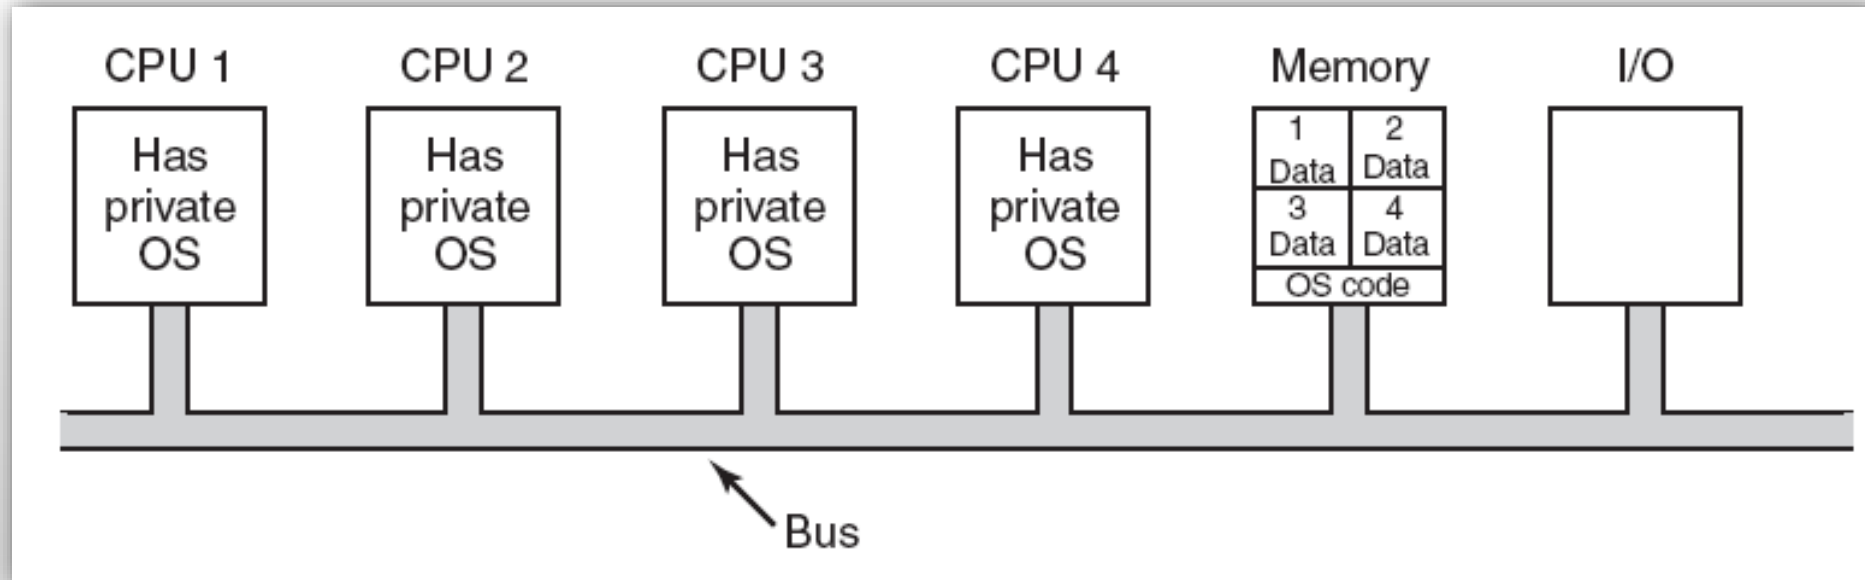 CPU 1
CPU 2
CPU 3
CPU 4
Memory
I/O
Has
private
OS
Has
private
OS
Has
private
OS
Has
private
OS
1
Data
2
Data
3
Data
4
Data
OS code
Bus